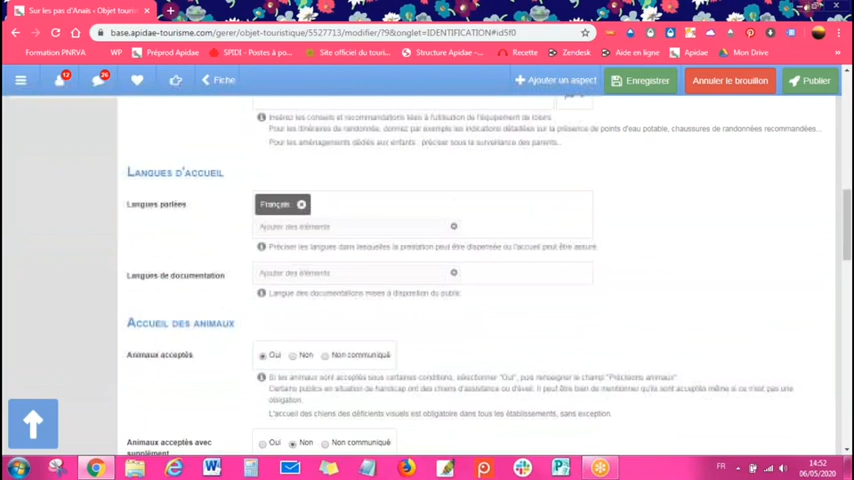 Sur les pas d'Anaïs ‹ Objet touris
base.apidae-tourisme.com/gerer/objet-touristique/5527713/modifier/79&onglet=IDENTIFICATION#id5f0
Formation PNRVA WP Préprod Apidae SPIDI - Postes à po... Site officiel du touri... Structure Apidae -... Recette Zendesk Aide en ligne Apidae Mon Drive »
12 26 Fiche Ajouter un aspect Enregistrer Annuler le brouillon Publier
Insérez les conseils et recommandations liées à l'utilisation de l'équipement de loisirs
Pour les itinéraires de randonnée, donnez par exemple les indications détaillées sur la présence de points d'eau potable, chaussures de randonnées recommandées...
Pour les aménagements dédiés aux enfants : préciser sous la surveillance des parents...
Langues d'accueil
Langues parlées Français
Ajouter des éléments
Préciser les langues dans lesquelles la prestation peut être dispensée ou l'accueil peut être assuré
Langues de documentation Ajouter des éléments
Langue des documentations mises à disposition du public.
Accueil des animaux
Animaux acceptés Oui Non Non communiqué
Si les animaux sont acceptés sous certaines conditions, sélectionner "Oui", puis renseigner le champ "Précisions animaux"
Certains publics en situation de handicap ont des chiens d'assistance ou d'éveil. Il peut être bien de mentionner qu'ils sont acceptés même si ce n'est pas une
obligation.
L'accueil des chiens des déficients visuels est obligatoire dans tous les établissements, sans exception.
Animaux acceptés avec
supplément Oui Non Non communiqué
FR 14:52
06/05/2020